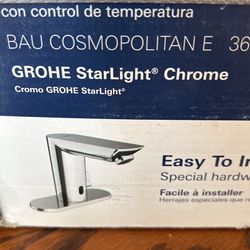 con control de temperatura
BAU COSMOPOLITAN E 36
GROHE StarLight® Chrome
Cromo GROHE StarLight®
Easy To In
Special hardw
Facile à installer
Herrajes especiales que n